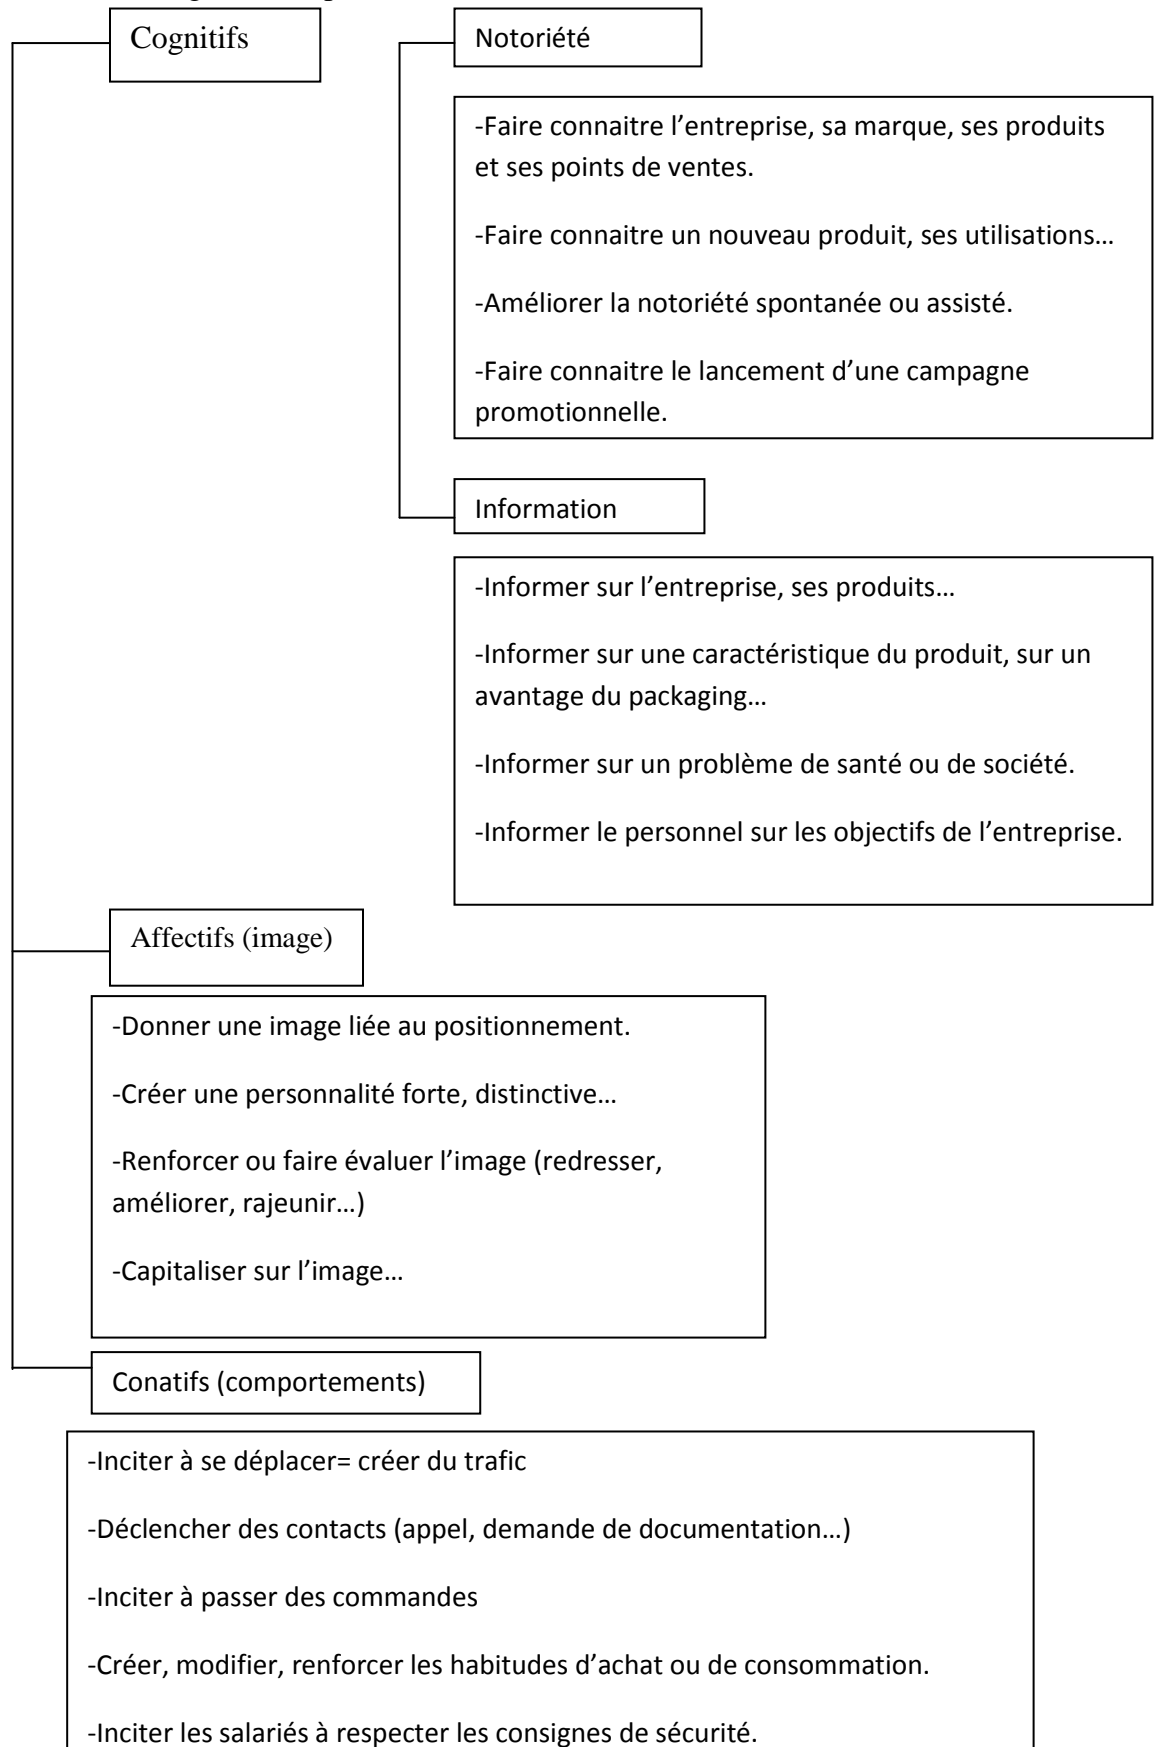 Cognitifs
Notoriété
-Faire connaitre l’entreprise, sa marque, ses produits
et ses points de ventes.
-Faire connaitre un nouveau produit, ses utilisations…
-Améliorer la notoriété spontanée ou assisté.
-Faire connaitre le lancement d’une campagne
promotionnelle.
Information
-Informer sur l’entreprise, ses produits…
-Informer sur une caractéristique du produit, sur un
avantage du packaging…
-Informer sur un problème de santé ou de société.
-Informer le personnel sur les objectifs de l’entreprise.
Affectifs (image)
-Donner une image liée au positionnement.
-Créer une personnalité forte, distinctive…
-Renforcer ou faire évaluer l’image (redresser,
améliorer, rajeunir…)
-Capitaliser sur l’image…
Conatifs (comportements)
-Inciter à se déplacer= créer du trafic
-Déclencher des contacts (appel, demande de documentation…)
-Inciter à passer des commandes
-Créer, modifier, renforcer les habitudes d’achat ou de consommation.
-Inciter les salariés à respecter les consignes de sécurité.